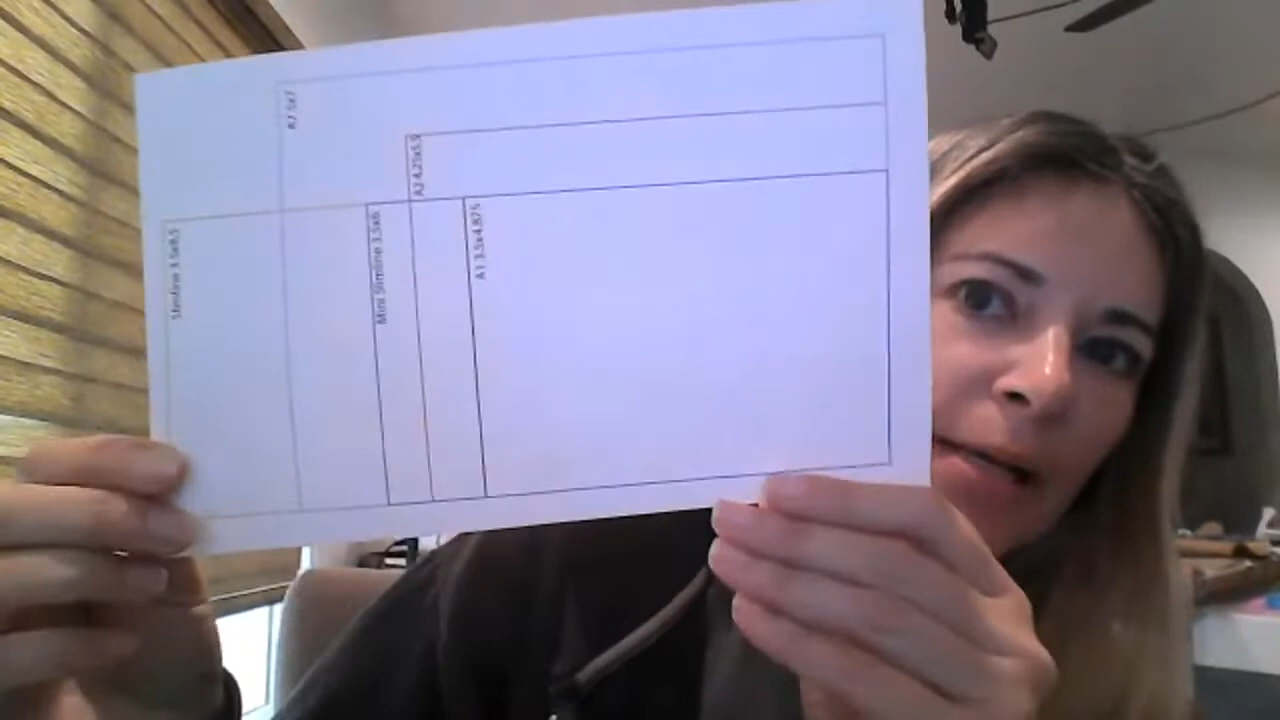 A7 5x7
A2 4.25x5.5
Slimline 3.5x8.5
Mini Slimline 3.5x6
A1 3.5x4.875